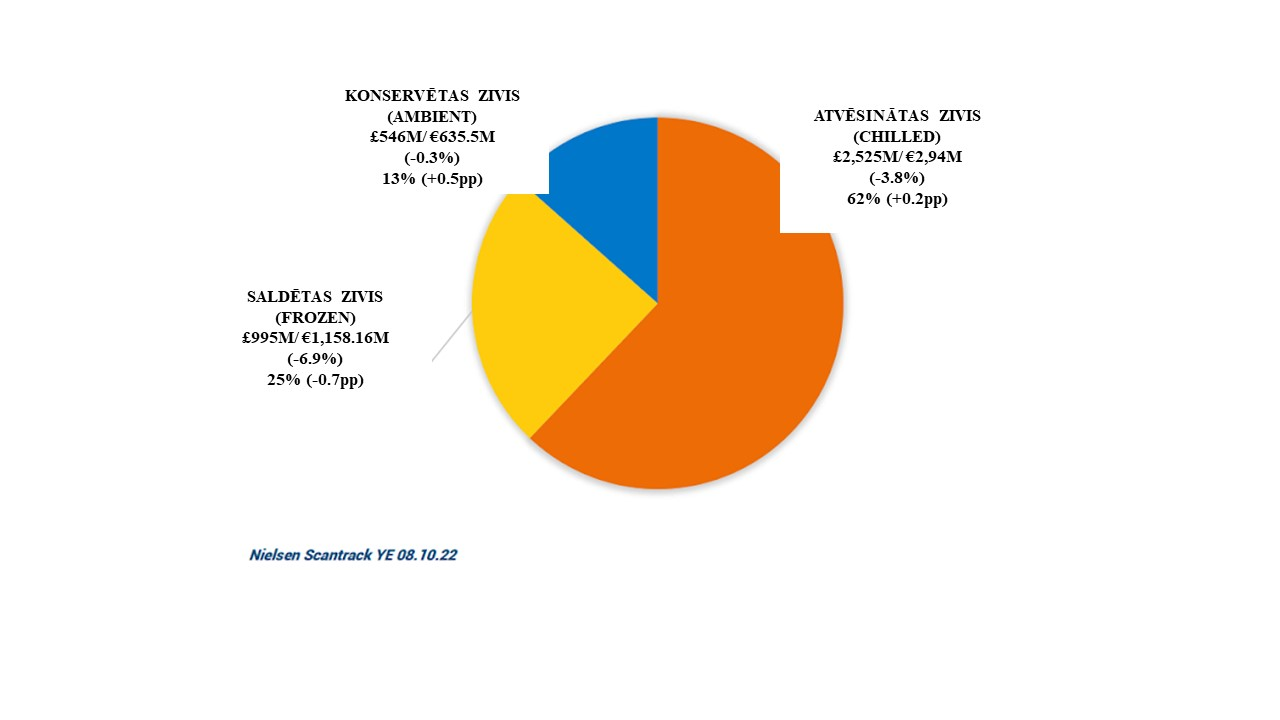 KONSERVĒTAS ZIVIS
(AMBIENT)
£546M/ €635.5M
(-0.3%)
13% (+0.5pp)
ATVĒSINĀTAS ZIVIS
(CHILLED)
£2,525M/ €2,94M
(-3.8%)
62% (+0.2pp)
SALDĒTAS ZIVIS
(FROZEN)
£995M/ €1,158.16M
(-6.9%)
25% (-0.7pp)
Nielsen Scantrack YE 08.10.22